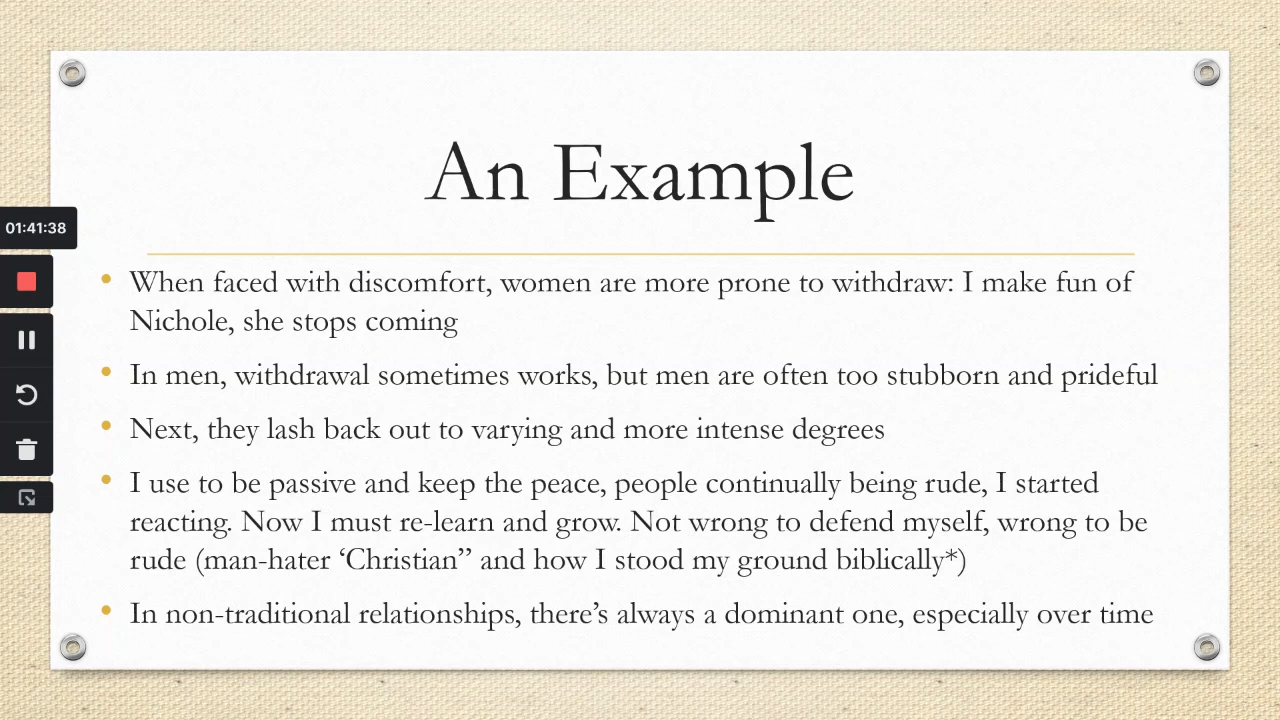 An Example
01:41:38
• When faced with discomfort, women are more prone to withdraw: I make fun of
Nichole, she stops coming
• In men, withdrawal sometimes works, but men are often too stubborn and prideful
• Next, they lash back out to varying and more intense degrees
• I use to be passive and keep the peace, people continually being rude, I started
reacting. Now I must re-learn and grow. Not wrong to defend myself, wrong to be
rude (man-hater ‘Christian” and how I stood my ground biblically*)
• In non-traditional relationships, there’s always a dominant one, especially over time